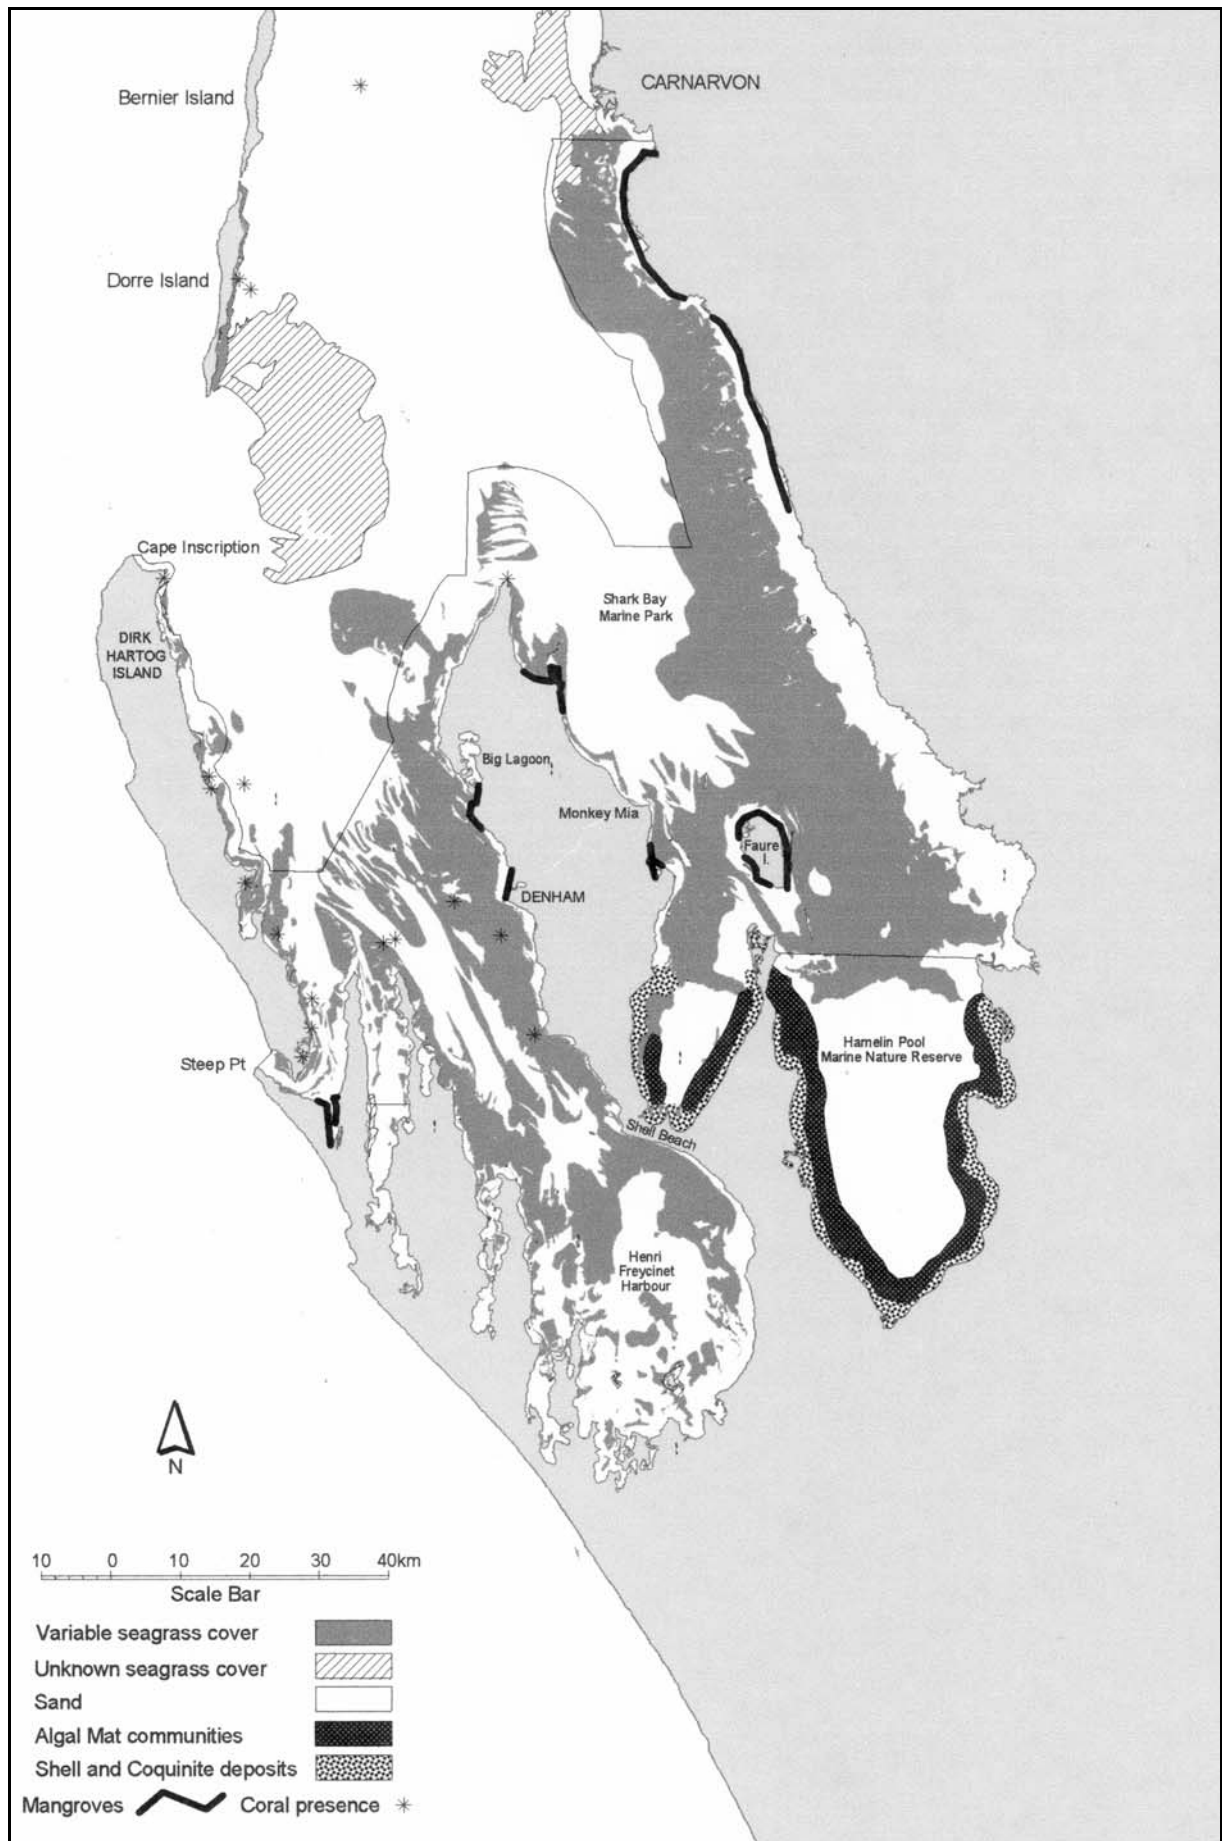 CARNARVON
Bernier Island
Dorre Island
Cape Inscription
Shark Bay
Marine Park
DIRK
HARTOG
ISLAND
Big Lagoon
Monkey Mia
Faure
I.
DENHAM
Hamelin Pool
Marine Nature Reserve
Steep Pt
Shell Beach
Henri
Freycinet
Harbour
N
10 0 10 20 30 40km
Scale Bar
Variable seagrass cover
Unknown seagrass cover
Sand
Algal Mat communities
Shell and Coquinite deposits
Mangroves Coral presence